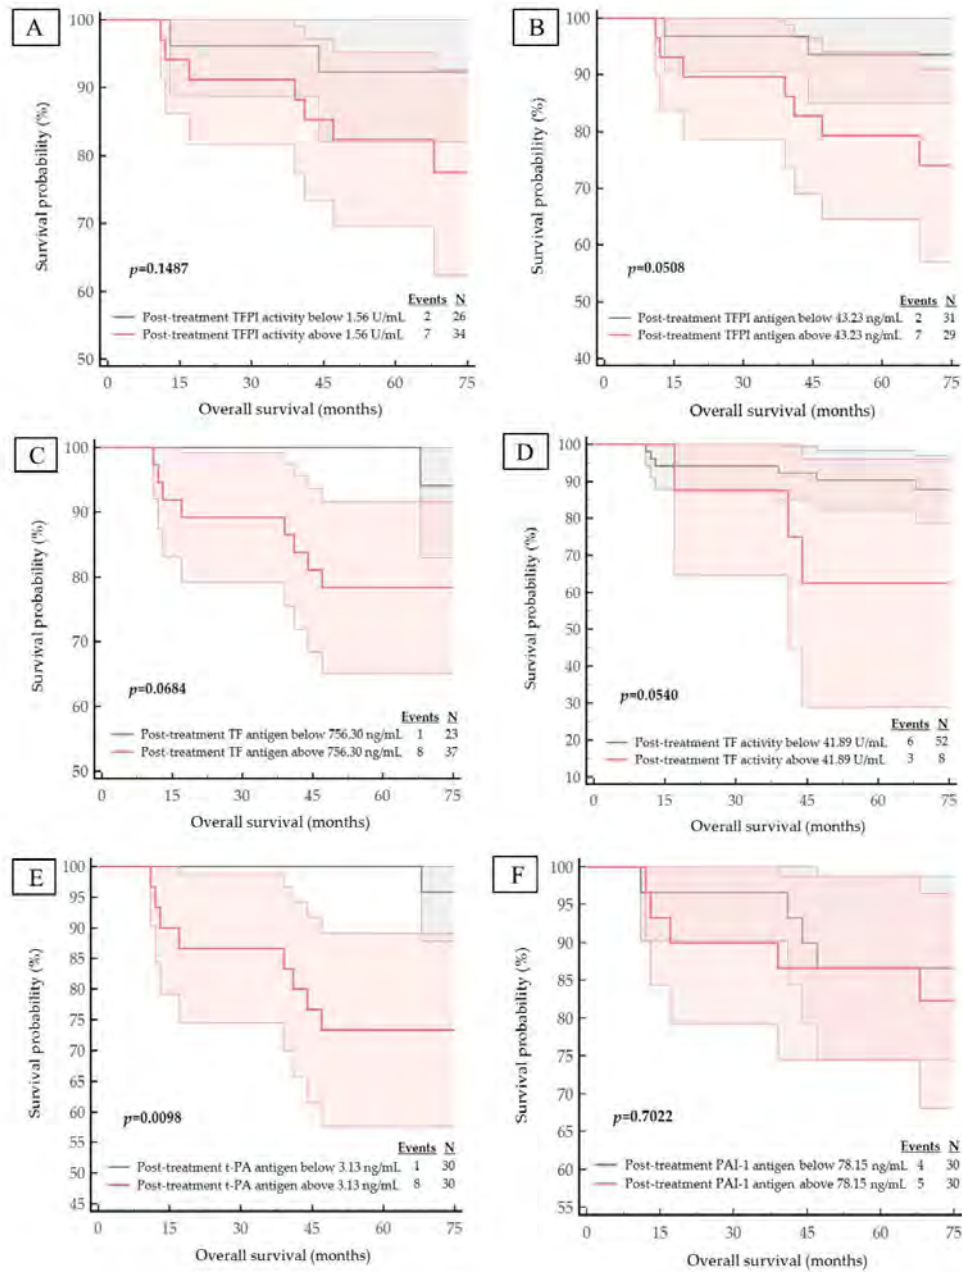 A
Survival probability (%)
100
90
80
70
60
50
p=0.1487
Events N
Post-treatment TFPI activity below 1.56 U/mL 2 26
Post-treatment TFPI activity above 1.56 U/mL 7 34
0 15 30 45 60 75
Overall survival (months)
B
Survival probability (%)
100
90
80
70
60
50
40
p=0.0508
Events N
Post-treatment TFPI antigen below 43.23 ng/mL 2 31
Post-treatment TFPI antigen above 43.23 ng/mL 7 29
0 15 30 45 60 75
Overall survival (months)
C
Survival probability (%)
100
90
80
70
60
50
p=0.0684
Events N
Post-treatment TF antigen below 756.30 ng/mL 1 23
Post-treatment TF antigen above 756.30 ng/mL 8 37
0 15 30 45 60 75
Overall survival (months)
D
Survival probability (%)
100
90
80
70
60
50
40
30
20
10
p=0.0540
Events N
Post-treatment TF activity below 41.89 U/mL 6 52
Post-treatment TF activity above 41.89 U/mL 3 8
0 15 30 45 60 75
Overall survival (months)
E
Survival probability (%)
100
95
90
85
80
75
70
65
60
55
50
45
p=0.0098
Events N
Post-treatment t-PA antigen below 3.13 ng/mL 1 30
Post-treatment t-PA antigen above 3.13 ng/mL 8 30
0 15 30 45 60 75
Overall survival (months)
F
Survival probability (%)
100
95
90
85
80
75
70
65
60
55
p=0.7022
Events N
Post-treatment PAI-1 antigen below 78.15 ng/mL 4 30
Post-treatment PAI-1 antigen above 78.15 ng/mL 5 30
0 15 30 45 60 75
Overall survival (months)